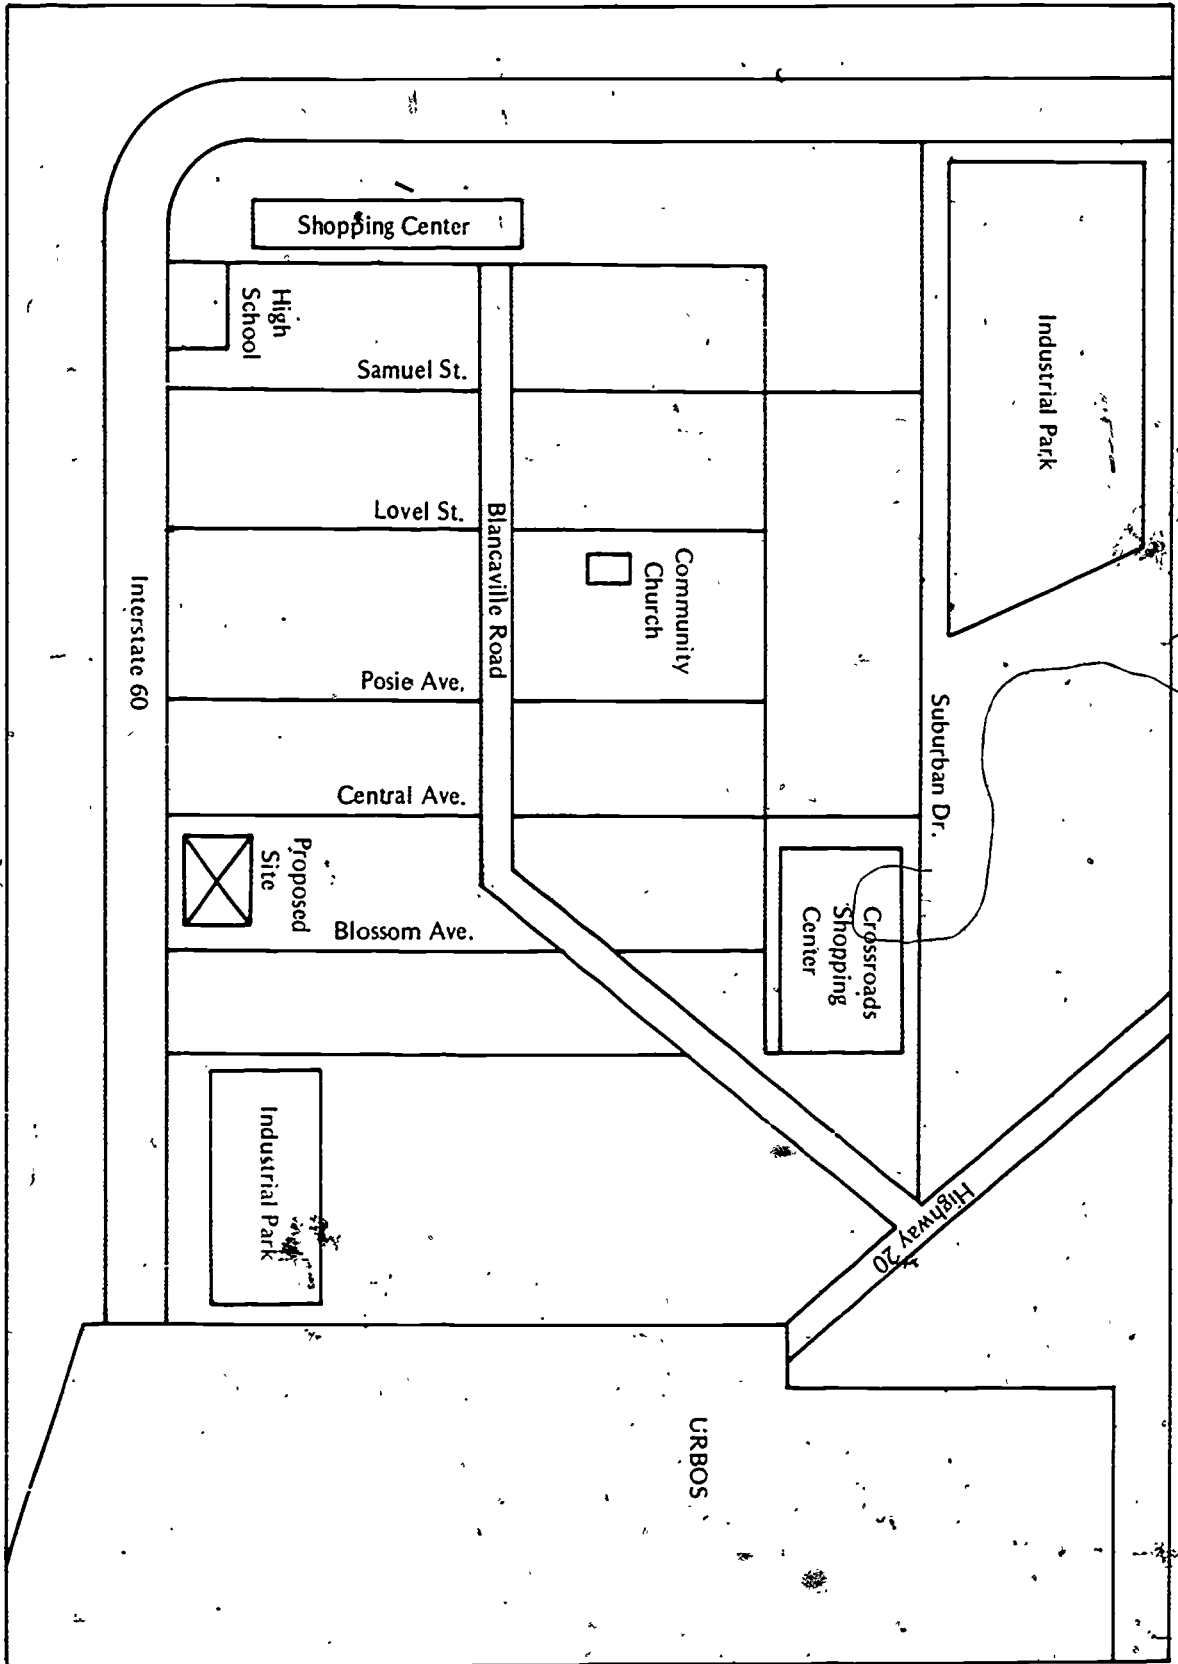 Shopping Center
High
School
Samuel St.
Industrial Park
Lovel St.
Blancaville Road
Community
Church
Interstate 60
Posie Ave.
Suburban Dr.
Central Ave.
Proposed
Site
Crossroads
Shopping
Center
Blossom Ave.
Industrial Park
Highway 20
URBOS